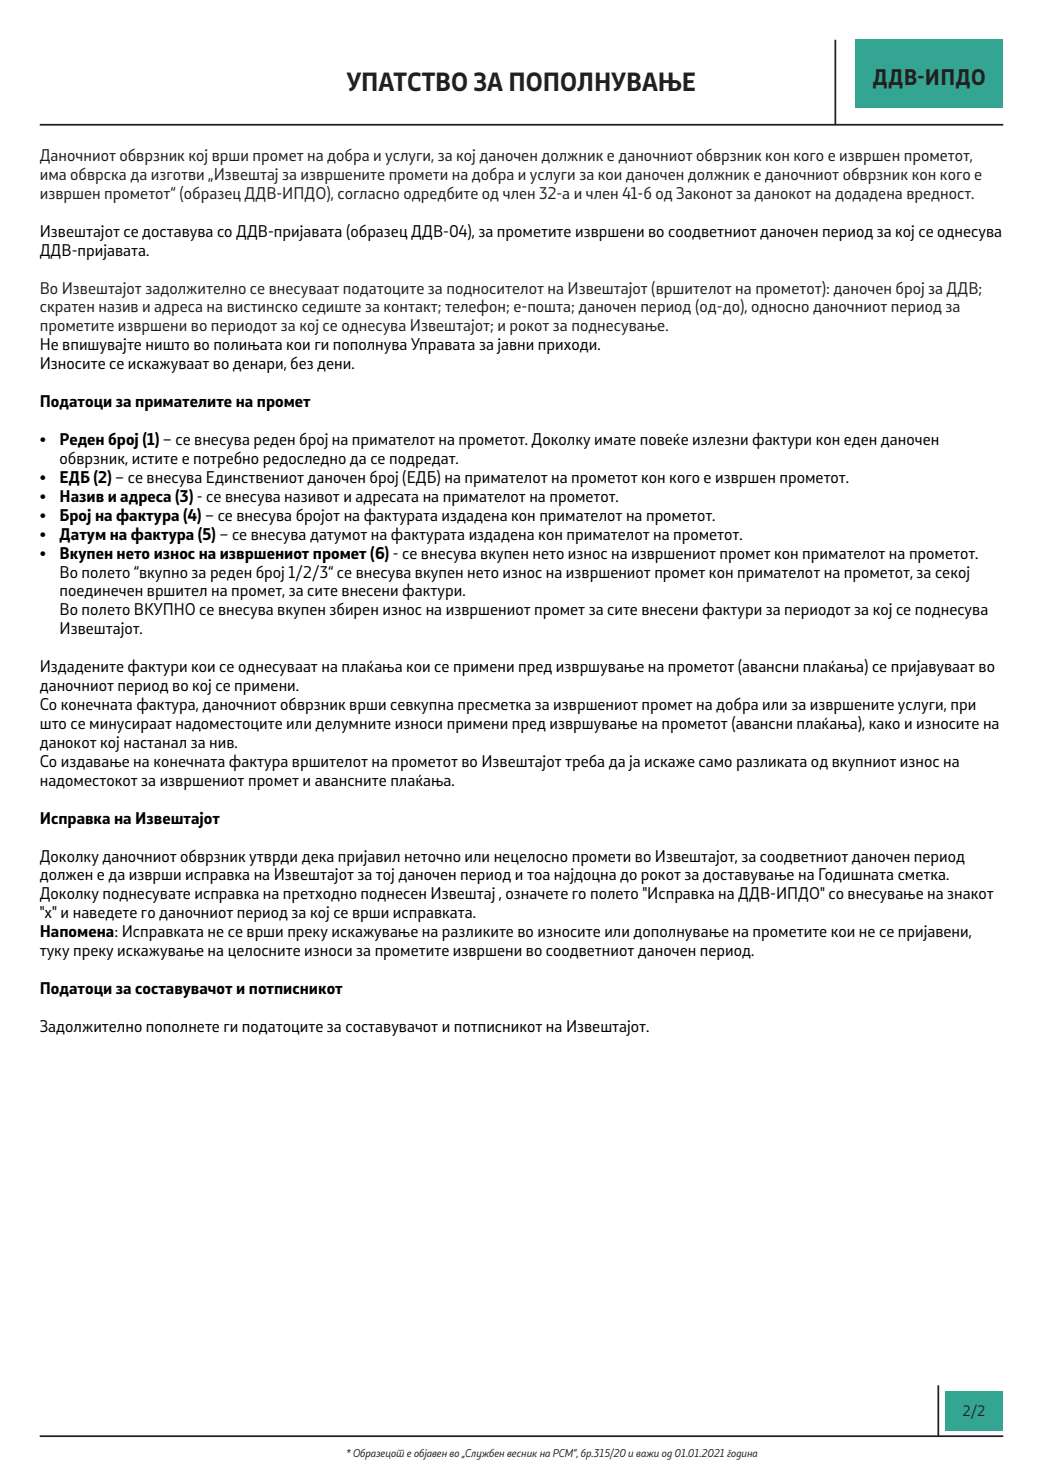 УПАТСТВО ЗА ПОПОЛНУВАЊЕ
ДДВ-ИПДО
Даночниот обврзник кој врши промет на добра и услуги, за кој даночен должник е даночниот обврзник кон кого е извршен прометот,
има обврска да изготви „Извештај за извршените промети на добра и услуги за кои даночен должник е даночниот обврзник кон кого е
извршен прометот“ (образец ДДВ-ИПДО), согласно одредбите од член 32-а и член 41-б од Законот за данокот на додадена вредност.
Извештајот се доставува со ДДВ-пријавата (образец ДДВ-04), за прометите извршени во соодветниот даночен период за кој се однесува
ДДВ-пријавата.
Во Извештајот задолжително се внесуваат податоците за подносителот на Извештајот (вршителот на прометот): даночен број за ДДВ;
скратен назив и адреса на вистинско седиште за контакт; телефон; е-пошта; даночен период (од-до), односно даночниот период за
прометите извршени во периодот за кој се однесува Извештајот; и рокот за поднесување.
Не впишувајте ништо во полињата кои ги пополнува Управата за јавни приходи.
Износите се искажуваат во денари, без дени.
Податоци за примателите на промет
• Реден број (1) – се внесува реден број на примателот на прометот. Доколку имате повеќе излезни фактури кон еден даночен
обврзник, истите е потребно редоследно да се подредат.
• ЕДБ (2) – се внесува Единствениот даночен број (ЕДБ) на примателот на прометот кон кого е извршен прометот.
• Назив и адреса (3) - се внесува називот и адресата на примателот на прометот.
• Број на фактура (4) – се внесува бројот на фактурата издадена кон примателот на прометот.
• Датум на фактура (5) – се внесува датумот на фактурата издадена кон примателот на прометот.
• Вкупен нето износ на извршениот промет (6) - се внесува вкупен нето износ на извршениот промет кон примателот на прометот.
Во полето “вкупно за реден број 1/2/3“ се внесува вкупен нето износ на извршениот промет кон примателот на прометот, за секој
поединечен вршител на промет, за сите внесени фактури.
Во полето ВКУПНО се внесува вкупен збирен износ на извршениот промет за сите внесени фактури за периодот за кој се поднесува
Извештајот.
Издадените фактури кои се однесуваат на плаќања кои се примени пред извршување на прометот (авансни плаќања) се пријавуваат во
даночниот период во кој се примени.
Со конечната фактура, даночниот обврзник врши севкупна пресметка за извршениот промет на добра или за извршените услуги, при
што се минусираат надоместоците или делумните износи примени пред извршување на прометот (авансни плаќања), како и износите на
данокот кој настанал за нив.
Со издавање на конечната фактура вршителот на прометот во Извештајот треба да ја искаже само разликата од вкупниот износ на
надоместокот за извршениот промет и авансните плаќања.
Исправка на Извештајот
Доколку даночниот обврзник утврди дека пријавил неточно или нецелосно промети во Извештајот, за соодветниот даночен период
должен е да изврши исправка на Извештајот за тој даночен период и тоа најдоцна до рокот за доставување на Годишната сметка.
Доколку поднесувате исправка на претходно поднесен Извештај , означете го полето "Исправка на ДДВ-ИПДО" со внесување на знакот
"x" и наведете го даночниот период за кој се врши исправката.
Напомена: Исправката не се врши преку искажување на разликите во износите или дополнување на прометите кои не се пријавени,
туку преку искажување на целосните износи за прометите извршени во соодветниот даночен период.
Податоци за составувачот и потписникот
Задолжително пополнете ги податоците за составувачот и потписникот на Извештајот.
2/2
* Образецот е објавен во „Службен весник на РСМ“, бр.315/20 и важи од 01.01.2021 година